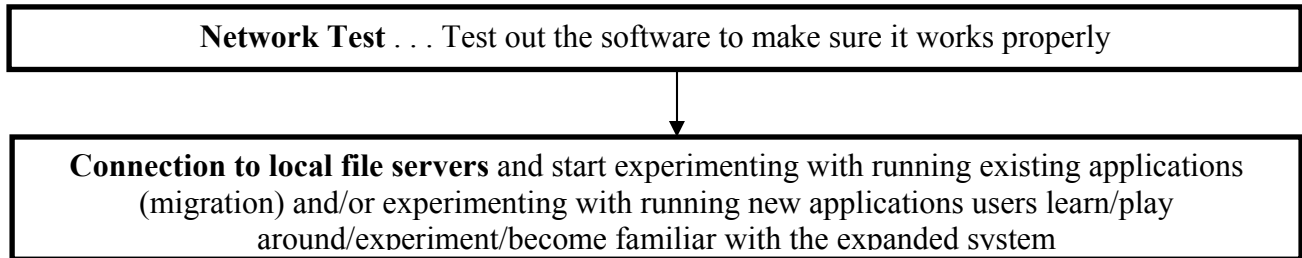 Network Test . . . Test out the software to make sure it works properly
Connection to local file servers and start experimenting with running existing applications
(migration) and/or experimenting with running new applications users learn/play
around/experiment/become familiar with the expanded system